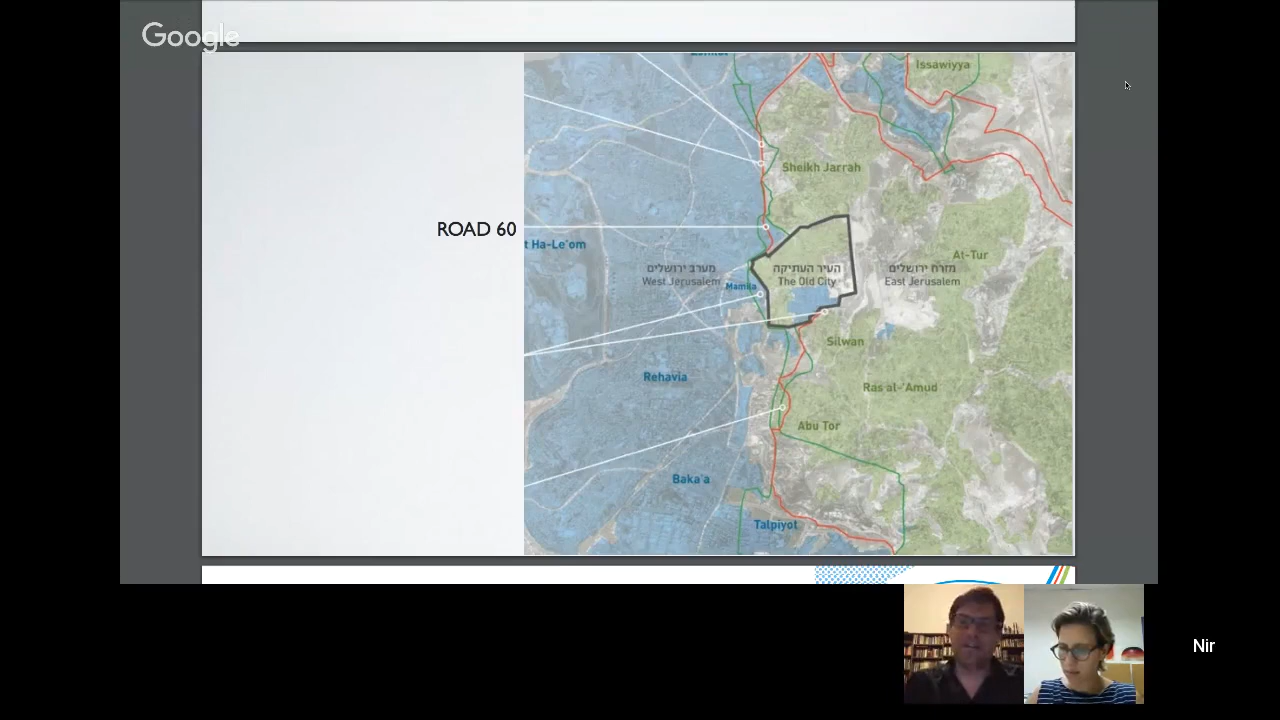 Google
Issawiyya
Sheikh Jarrah
ROAD 60
t Ha-Le'om
At-Tur
מערב ירושלים
West Jerusalem
העיר העתיקה
The Old City
מזרח ירושלים
East Jerusalem
Mamila
Silwan
Rehavia
Ras al-'Amud
Abu Tor
Baka'a
Talpiyot
Nir